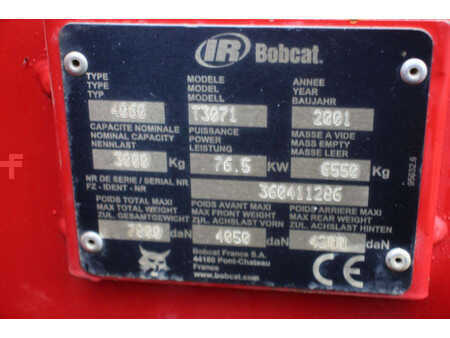 IR Bobcat.
TYPE MODELE ANNEE
TYPE MODEL YEAR
TYP MODELL BAUJAHR
4060 T3071 2001
CAPACITE NOMINALE PUISSANCE MASSE A VIDE
NOMINAL CAPACITY POWER MASS EMPTY
NENNLAST LEISTUNG MASSE LEER
3000 Kg 76.5 KW 6550 Kg
NR DE SERIE / SERIAL NR
FZ - IDENT - NR
360411286
POIDS TOTAL MAXI POIDS AVANT MAXI POIDS ARRIERE MAXI
MAX TOTAL WEIGHT MAX FRONT WEIGHT MAX REAR WEIGHT
ZUL. GESAMTGEWICHT ZUL. ACHSLAST VORN ZUL. ACHSLAST HINTEN
daN 4050 daN daN
Bobcat France S.A.
44160 Pont-Chateau
France
www.bobcat.com
CE